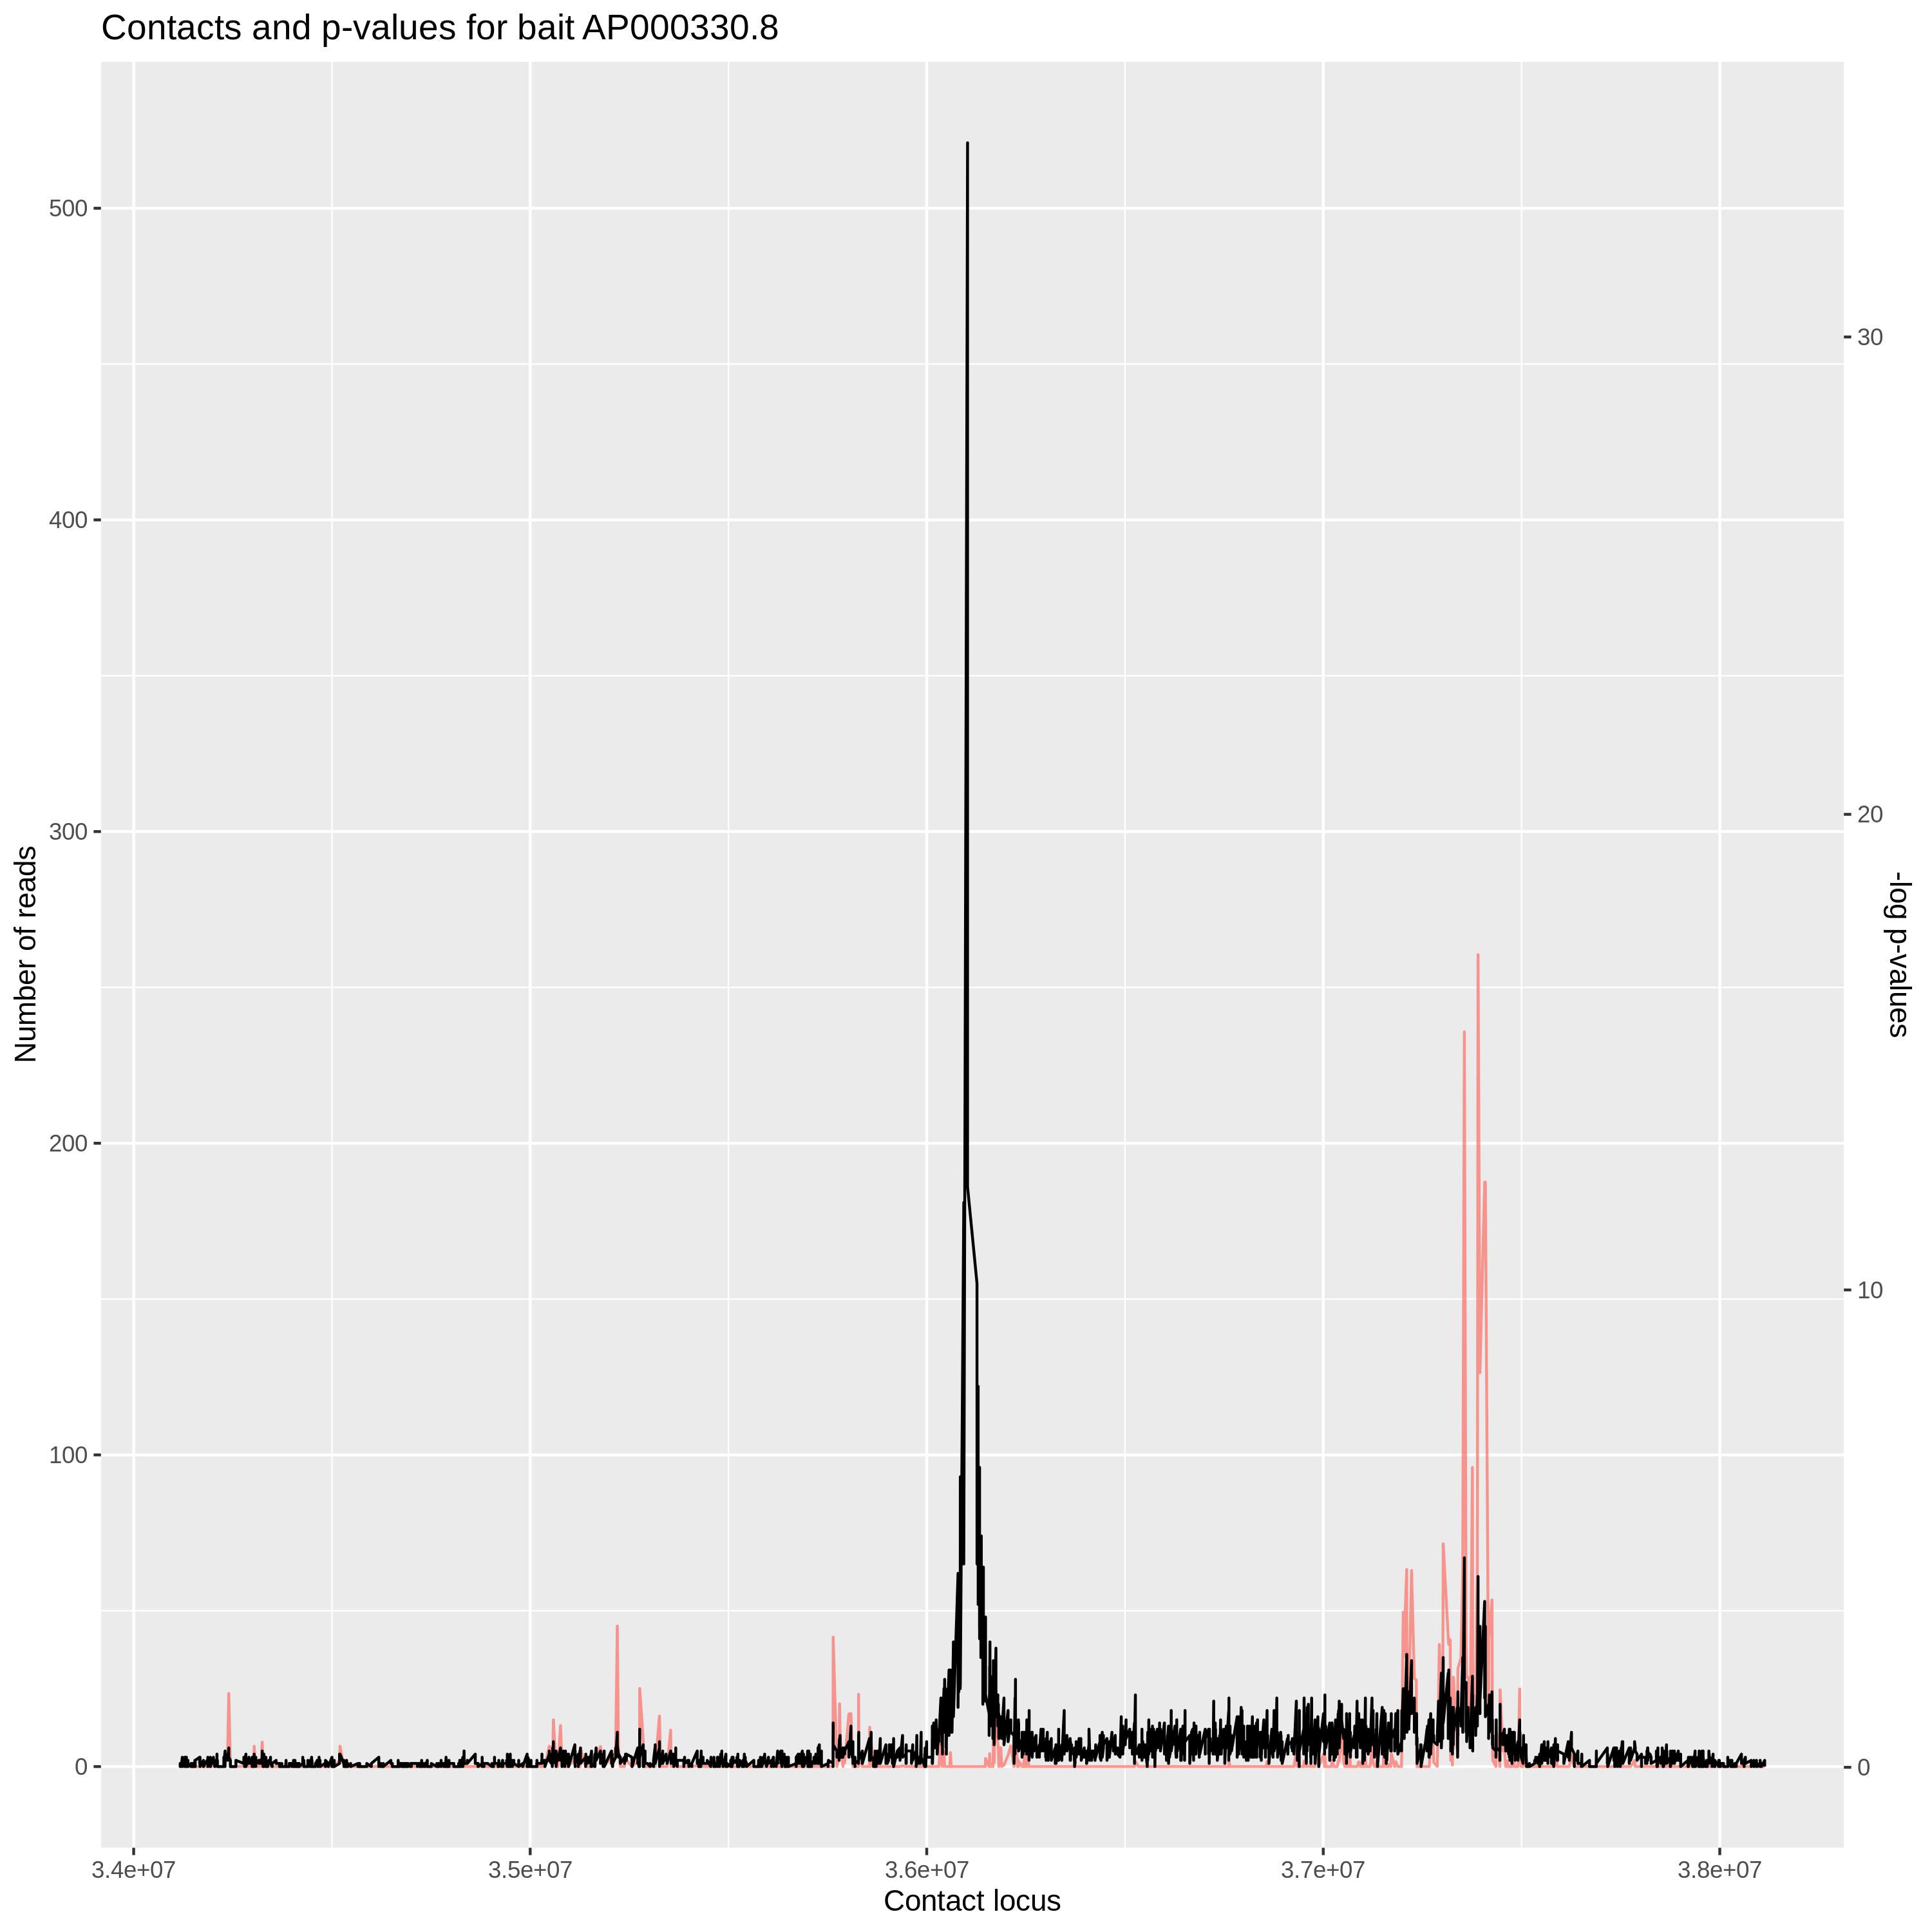 Contacts and p-values for bait AP000330.8
Number of reads
500
400
300
200
100
0
30
20
10
0
-log p-values
3.4e+07
3.5e+07
3.6e+07
3.7e+07
3.8e+07
Contact locus